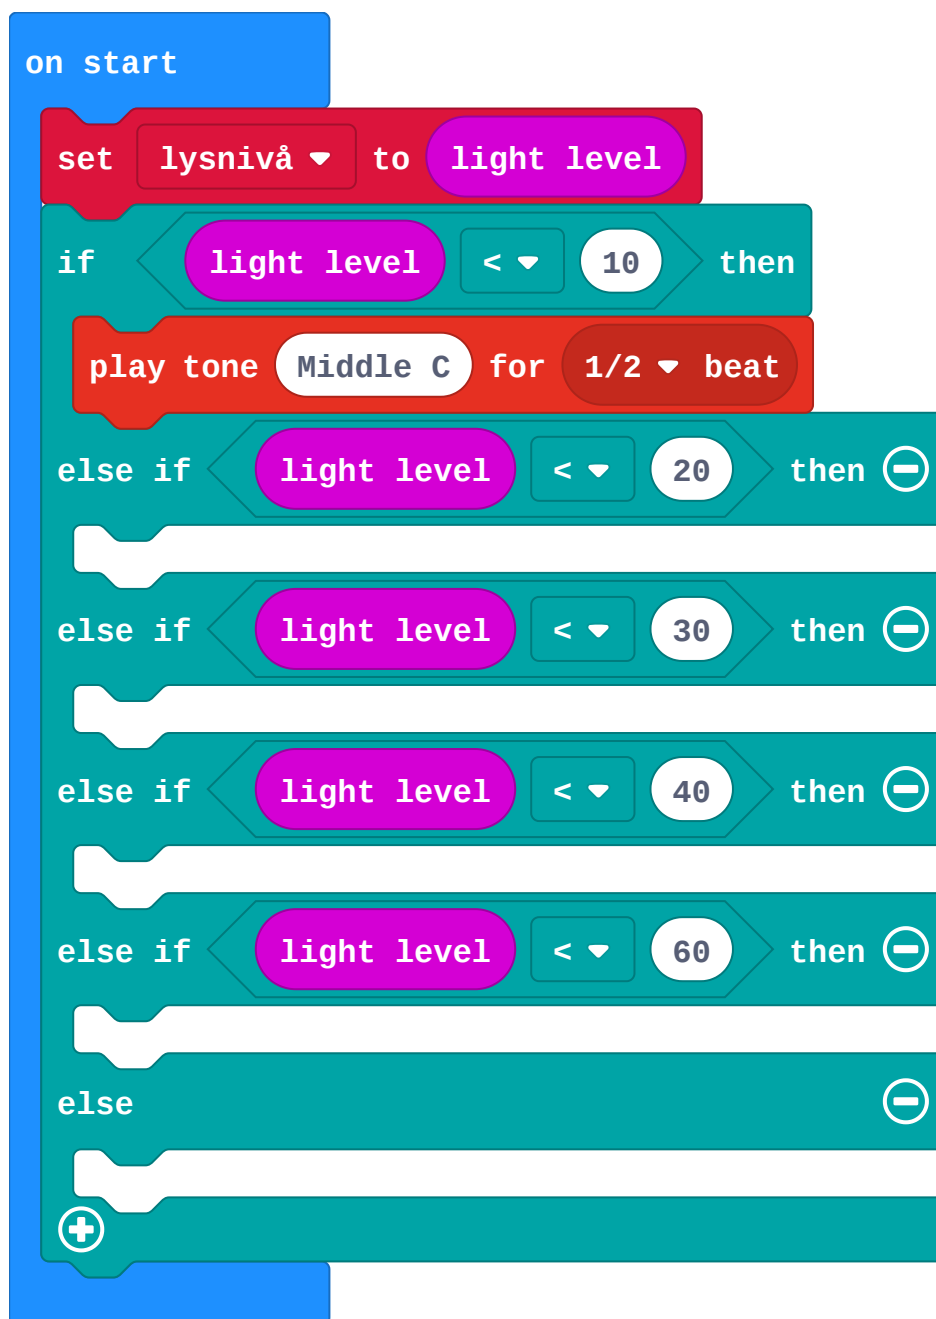 on start
set lysnivå to light level
if light level < 10 then
play tone Middle C for 1/2 beat
else if light level < 20 then
else if light level < 30 then
else if light level < 40 then
else if light level < 60 then
else